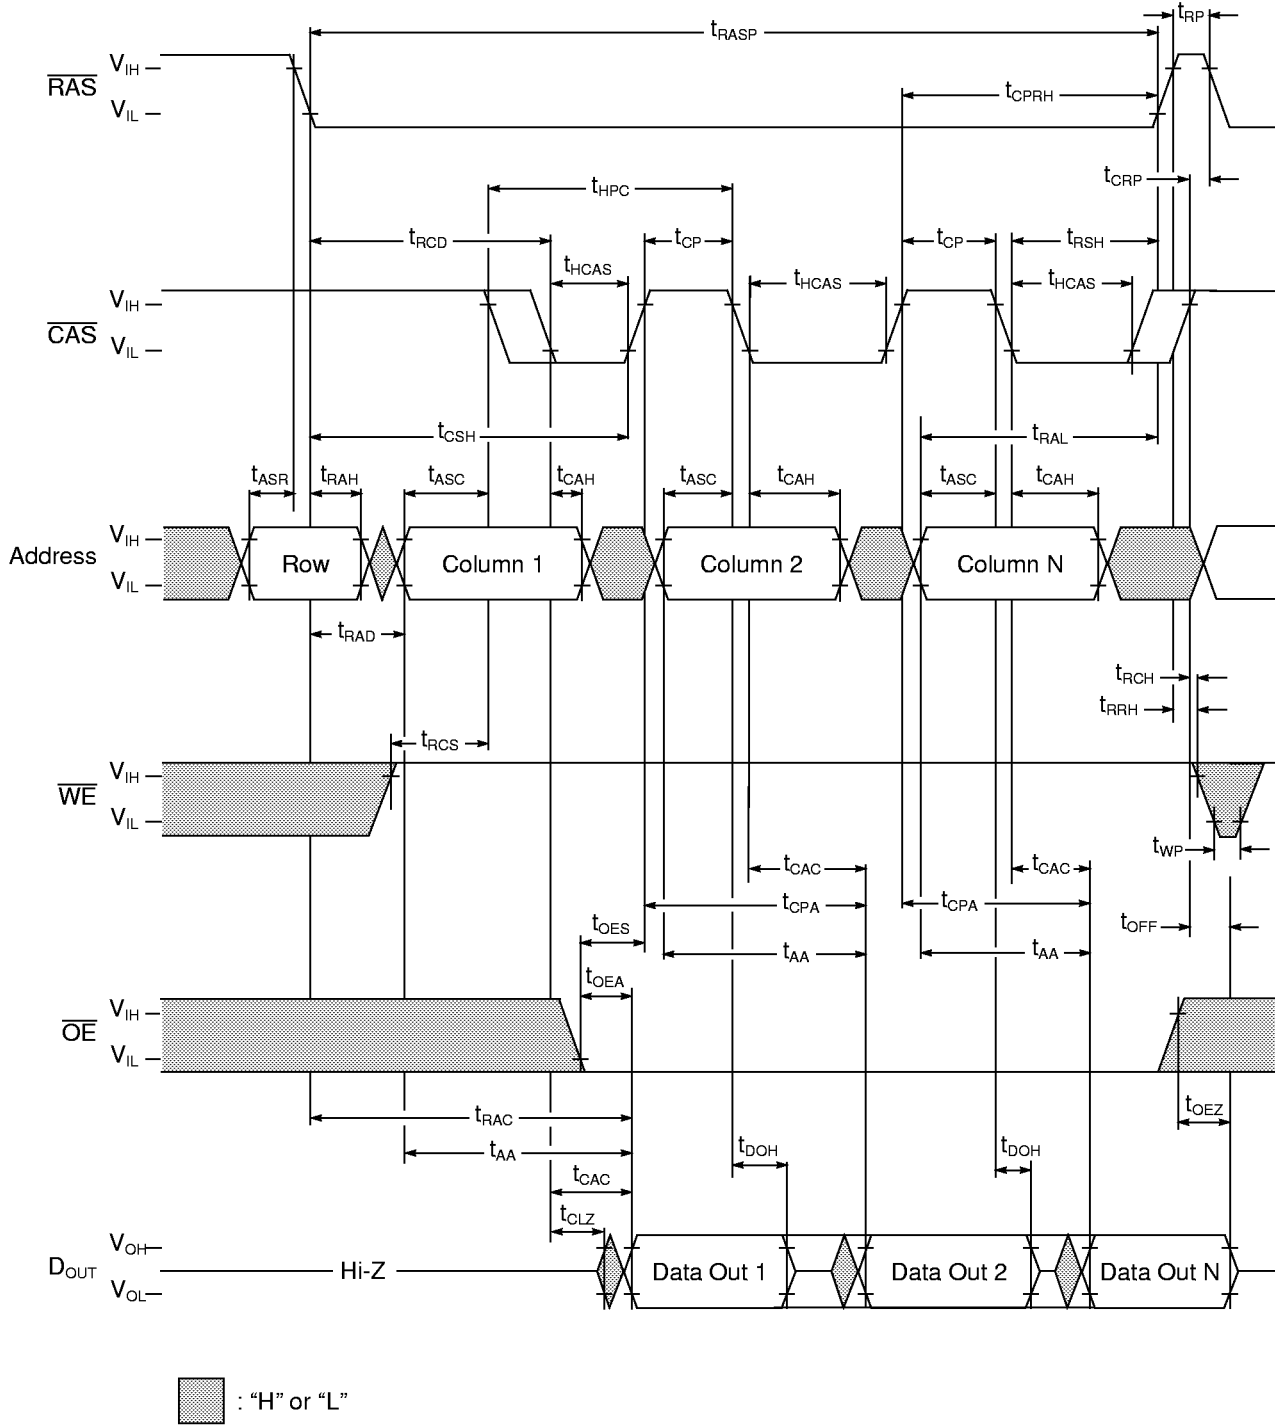 tRASP
tRP
VIH
RAS
VIL
tCPRH
tCRP
tHPC
tRCD
tCP
tCP
tRSH
tHCAS
tHCAS
tHCAS
VIH
CAS
VIL
tCSH
tRAL
tASR
tRAH
tASC
tCAH
tASC
tCAH
tASC
tCAH
VIH
Address
Row
Column 1
Column 2
Column N
VIL
tRAD
tRCH
tRRH
tRCS
VIH
WE
VIL
tWP
tCAC
tCAC
tCPA
tCPA
tOES
tOFF
tAA
tAA
tOEA
VIH
OE
VIL
tRAC
tOEZ
tAA
tDOH
tDOH
tCAC
tCLZ
VOH
DOUT
Hi-Z
Data Out 1
Data Out 2
Data Out N
VOL
: “H” or “L”